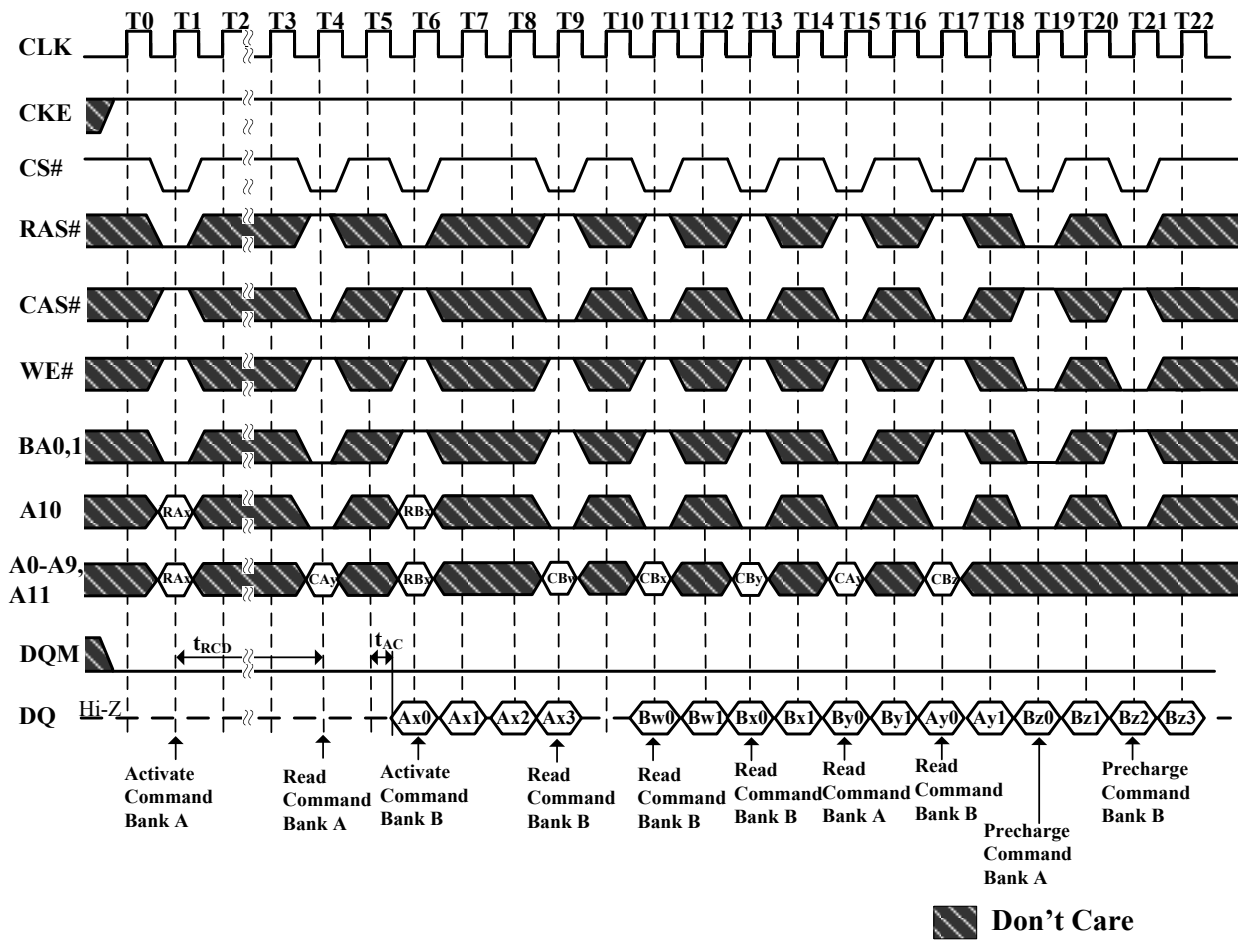 T0 T1 T2 T3 T4 T5 T6 T7 T8 T9 T10 T11 T12 T13 T14 T15 T16 T17 T18 T19 T20 T21 T22
CLK
CKE
CS#
RAS#
CAS#
WE#
BA0,1
A10
RAx RBx
A0-A9,
A11
RAx CAy RBx CBw CBx CBy CAy CBz
DQM
tRCD tAC
DQ
Hi-Z
Ax0 Ax1 Ax2 Ax3 Bw0 Bw1 Bx0 Bx1 By0 By1 Ay0 Ay1 Bz0 Bz1 Bz2 Bz3
Activate
Command
Bank A
Read
Command
Bank A
Activate
Command
Bank B
Read
Command
Bank B
Read
Command
Bank B
Read
Command
Bank B
Read
Command
Bank A
Read
Command
Bank B
Precharge
Command
Bank A
Precharge
Command
Bank B
Don't Care